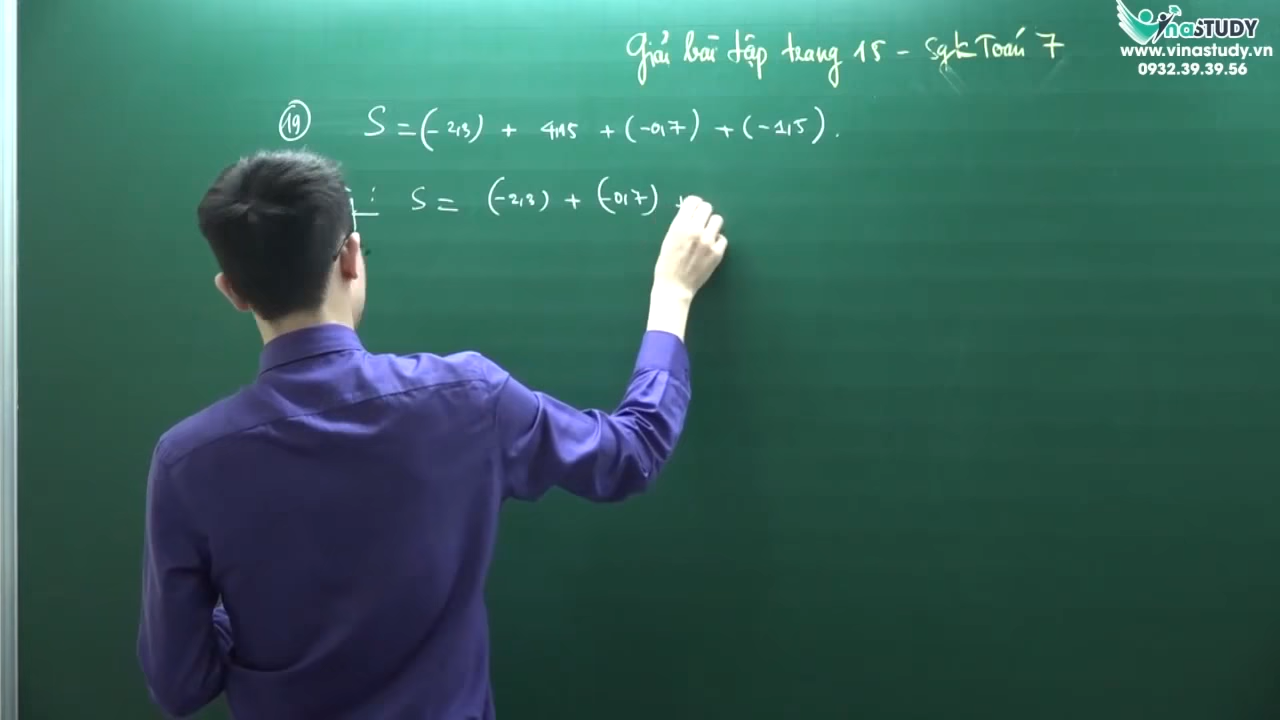 VinaSTUDY
www.vinastudy.vn
0932.39.39.56
Giải bài tập trang 15 - Sgk Toán 7
19 S = (-2,3) + 4,15 + (-0,7) + (-1,5).
: S = (-2,3) + (-0,7) +